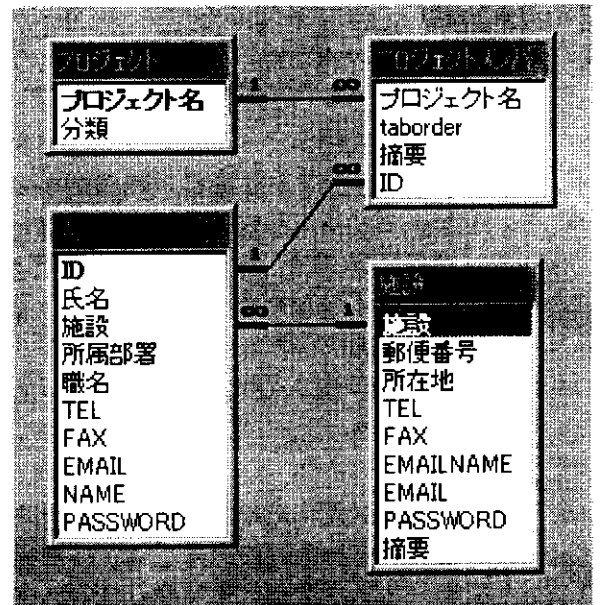 プロジェクト
プロジェクト名
分類
1
∞
プロジェクト名
taborder
摘要
ID
∞
1
ID
氏名
施設
所属部署
職名
TEL
FAX
EMAIL
NAME
PASSWORD
∞
1
施設
施設
郵便番号
所在地
TEL
FAX
EMAILNAME
EMAIL
PASSWORD
摘要